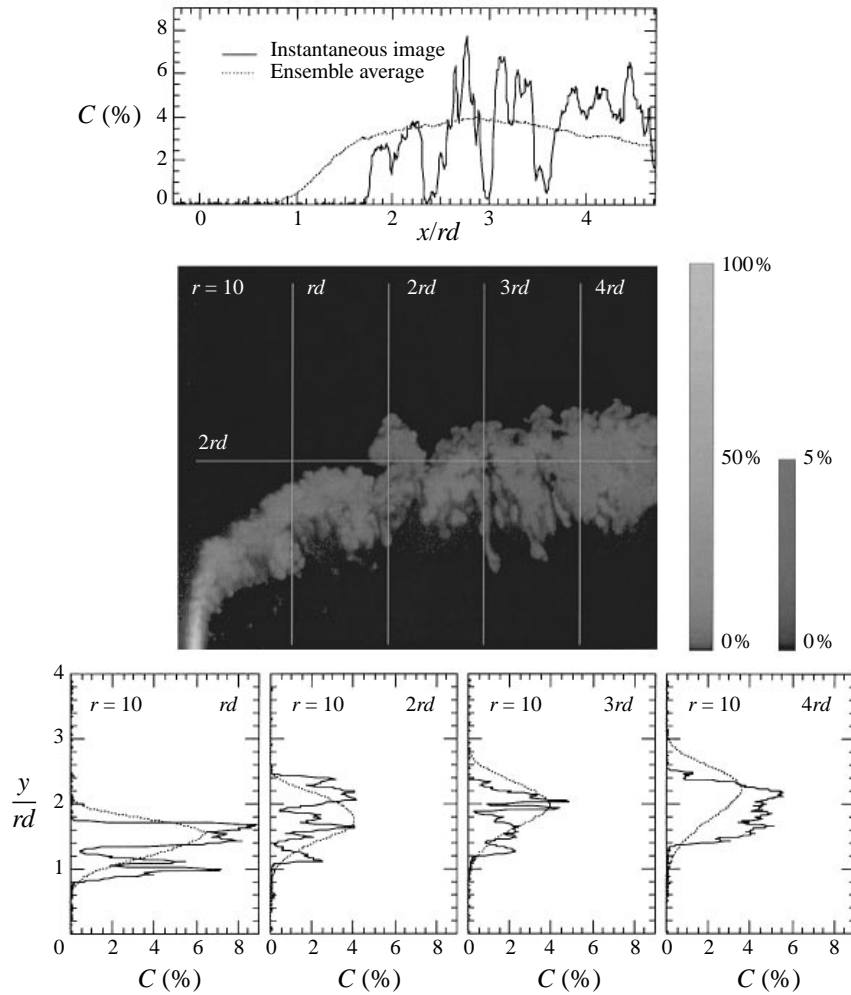 8
Instantaneous image
Ensemble average
6
C (%)
4
2
0
0 1 2 3 4
x/rd
r = 10 rd 2rd 3rd 4rd
2rd
100%
50%
0%
5%
0%
4
3
y/rd
2
1
0
r = 10 rd
0 2 4 6 8
C (%)
r = 10 2rd
0 2 4 6 8
C (%)
r = 10 3rd
0 2 4 6 8
C (%)
r = 10 4rd
0 2 4 6 8
C (%)